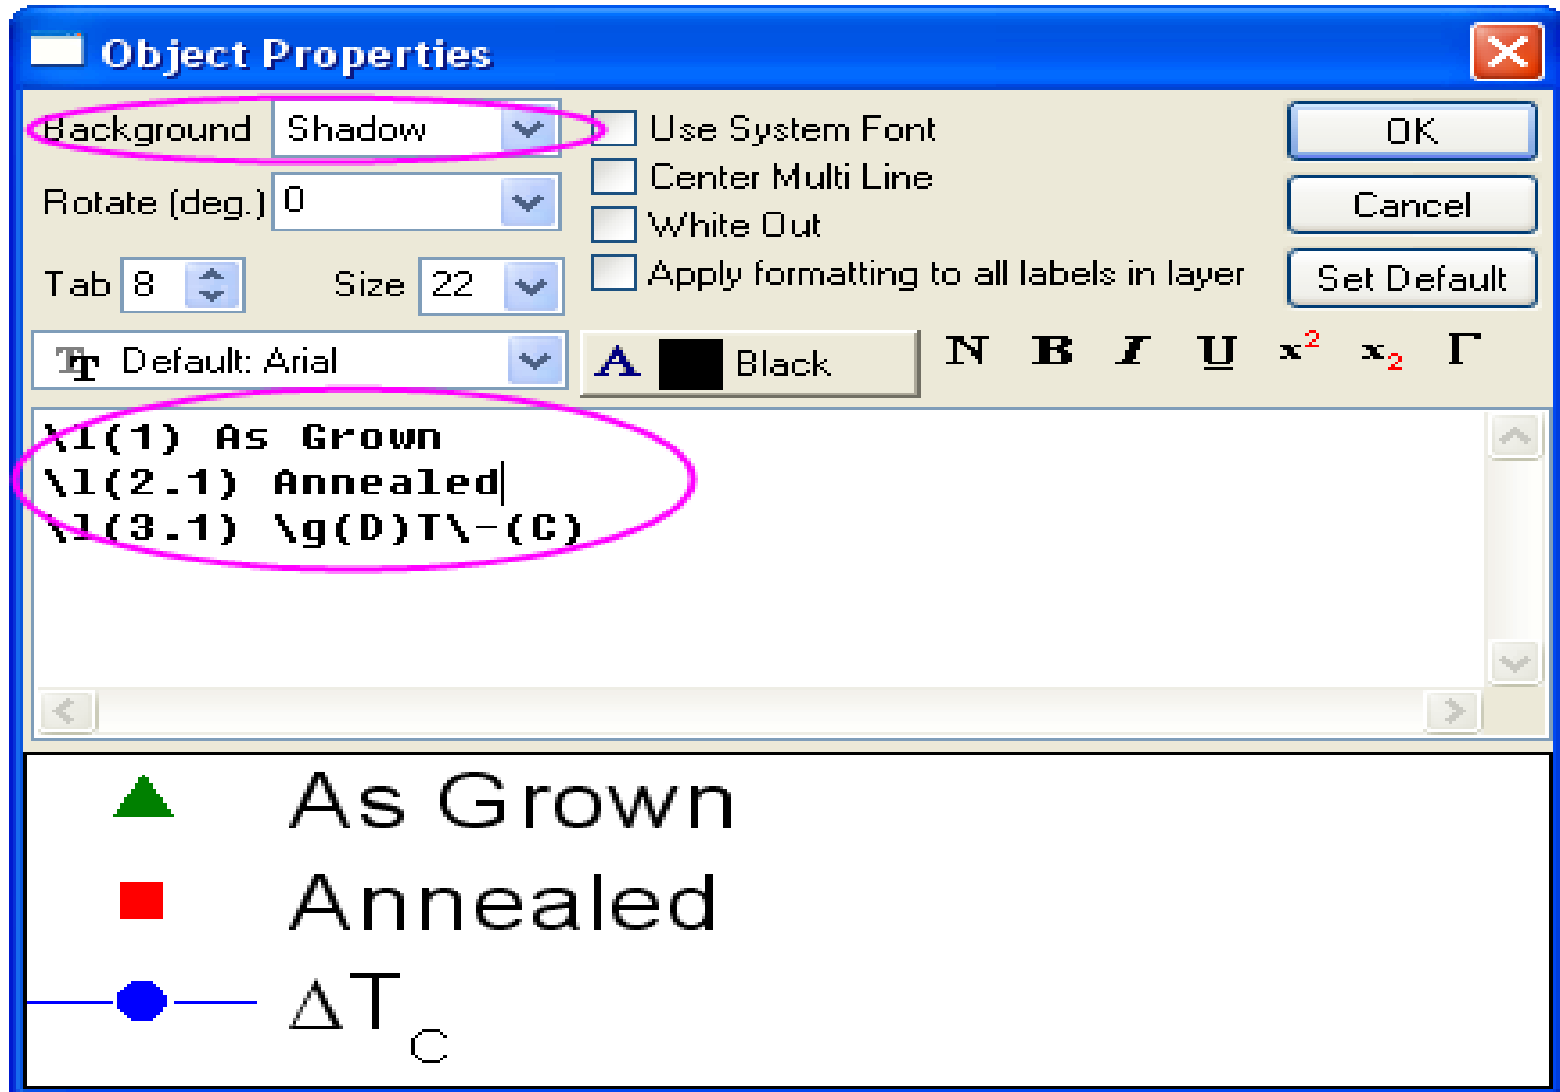 Object Properties
Background Shadow
Use System Font
OK
Rotate (deg.) 0
Center Multi Line
White Out
Cancel
Tab 8 Size 22
Apply formatting to all labels in layer
Set Default
Default: Arial
A Black N B I U x² x₂ Γ
\l(1) As Grown
\l(2.1) Annealed
\l(3.1) \g(D)T\-(C)
As Grown
Annealed
ΔT_C